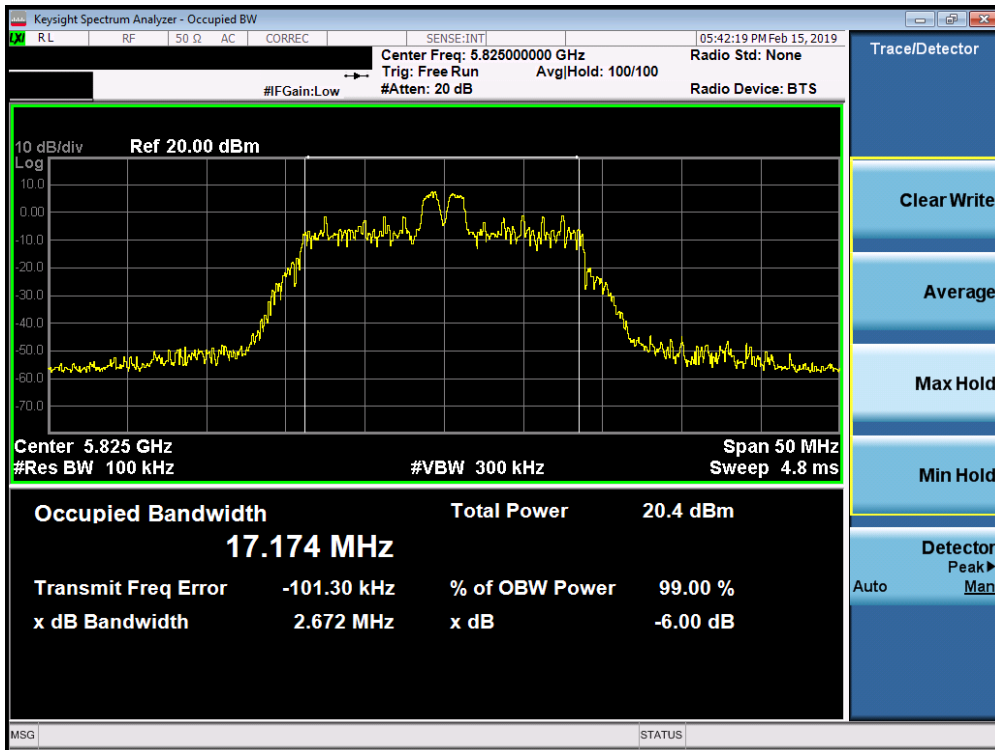 Keysight Spectrum Analyzer - Occupied BW
LXI RL RF 50 Ω AC CORREC SENSE:INT 05:42:19 PM Feb 15, 2019
Center Freq: 5.825000000 GHz Radio Std: None
Trig: Free Run Avg|Hold: 100/100
#IFGain:Low #Atten: 20 dB Radio Device: BTS
10 dB/div Ref 20.00 dBm
Log
10.0
0.00
-10.0
-20.0
-30.0
-40.0
-50.0
-60.0
-70.0
Center 5.825 GHz Span 50 MHz
#Res BW 100 kHz #VBW 300 kHz Sweep 4.8 ms
Occupied Bandwidth Total Power 20.4 dBm
17.174 MHz
Transmit Freq Error -101.30 kHz % of OBW Power 99.00 %
x dB Bandwidth 2.672 MHz x dB -6.00 dB
MSG STATUS
Trace/Detector
Clear Write
Average
Max Hold
Min Hold
Detector
Peak▶
Auto Man